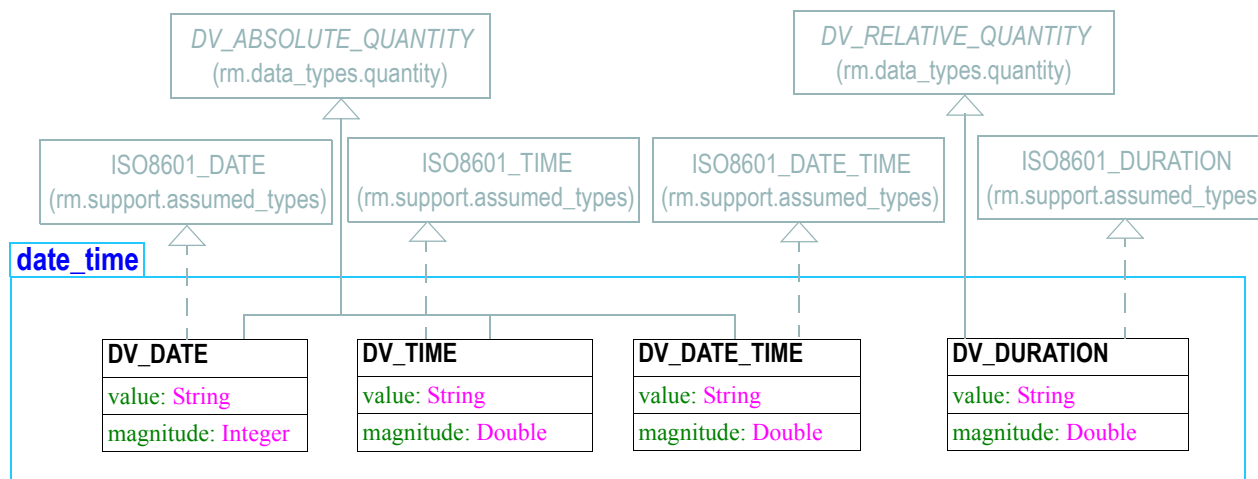 DV_ABSOLUTE_QUANTITY
(rm.data_types.quantity)
DV_RELATIVE_QUANTITY
(rm.data_types.quantity)
ISO8601_DATE
(rm.support.assumed_types)
ISO8601_TIME
(rm.support.assumed_types)
ISO8601_DATE_TIME
(rm.support.assumed_types)
ISO8601_DURATION
(rm.support.assumed_types
date_time
DV_DATE
value: String
magnitude: Integer
DV_TIME
value: String
magnitude: Double
DV_DATE_TIME
value: String
magnitude: Double
DV_DURATION
value: String
magnitude: Double